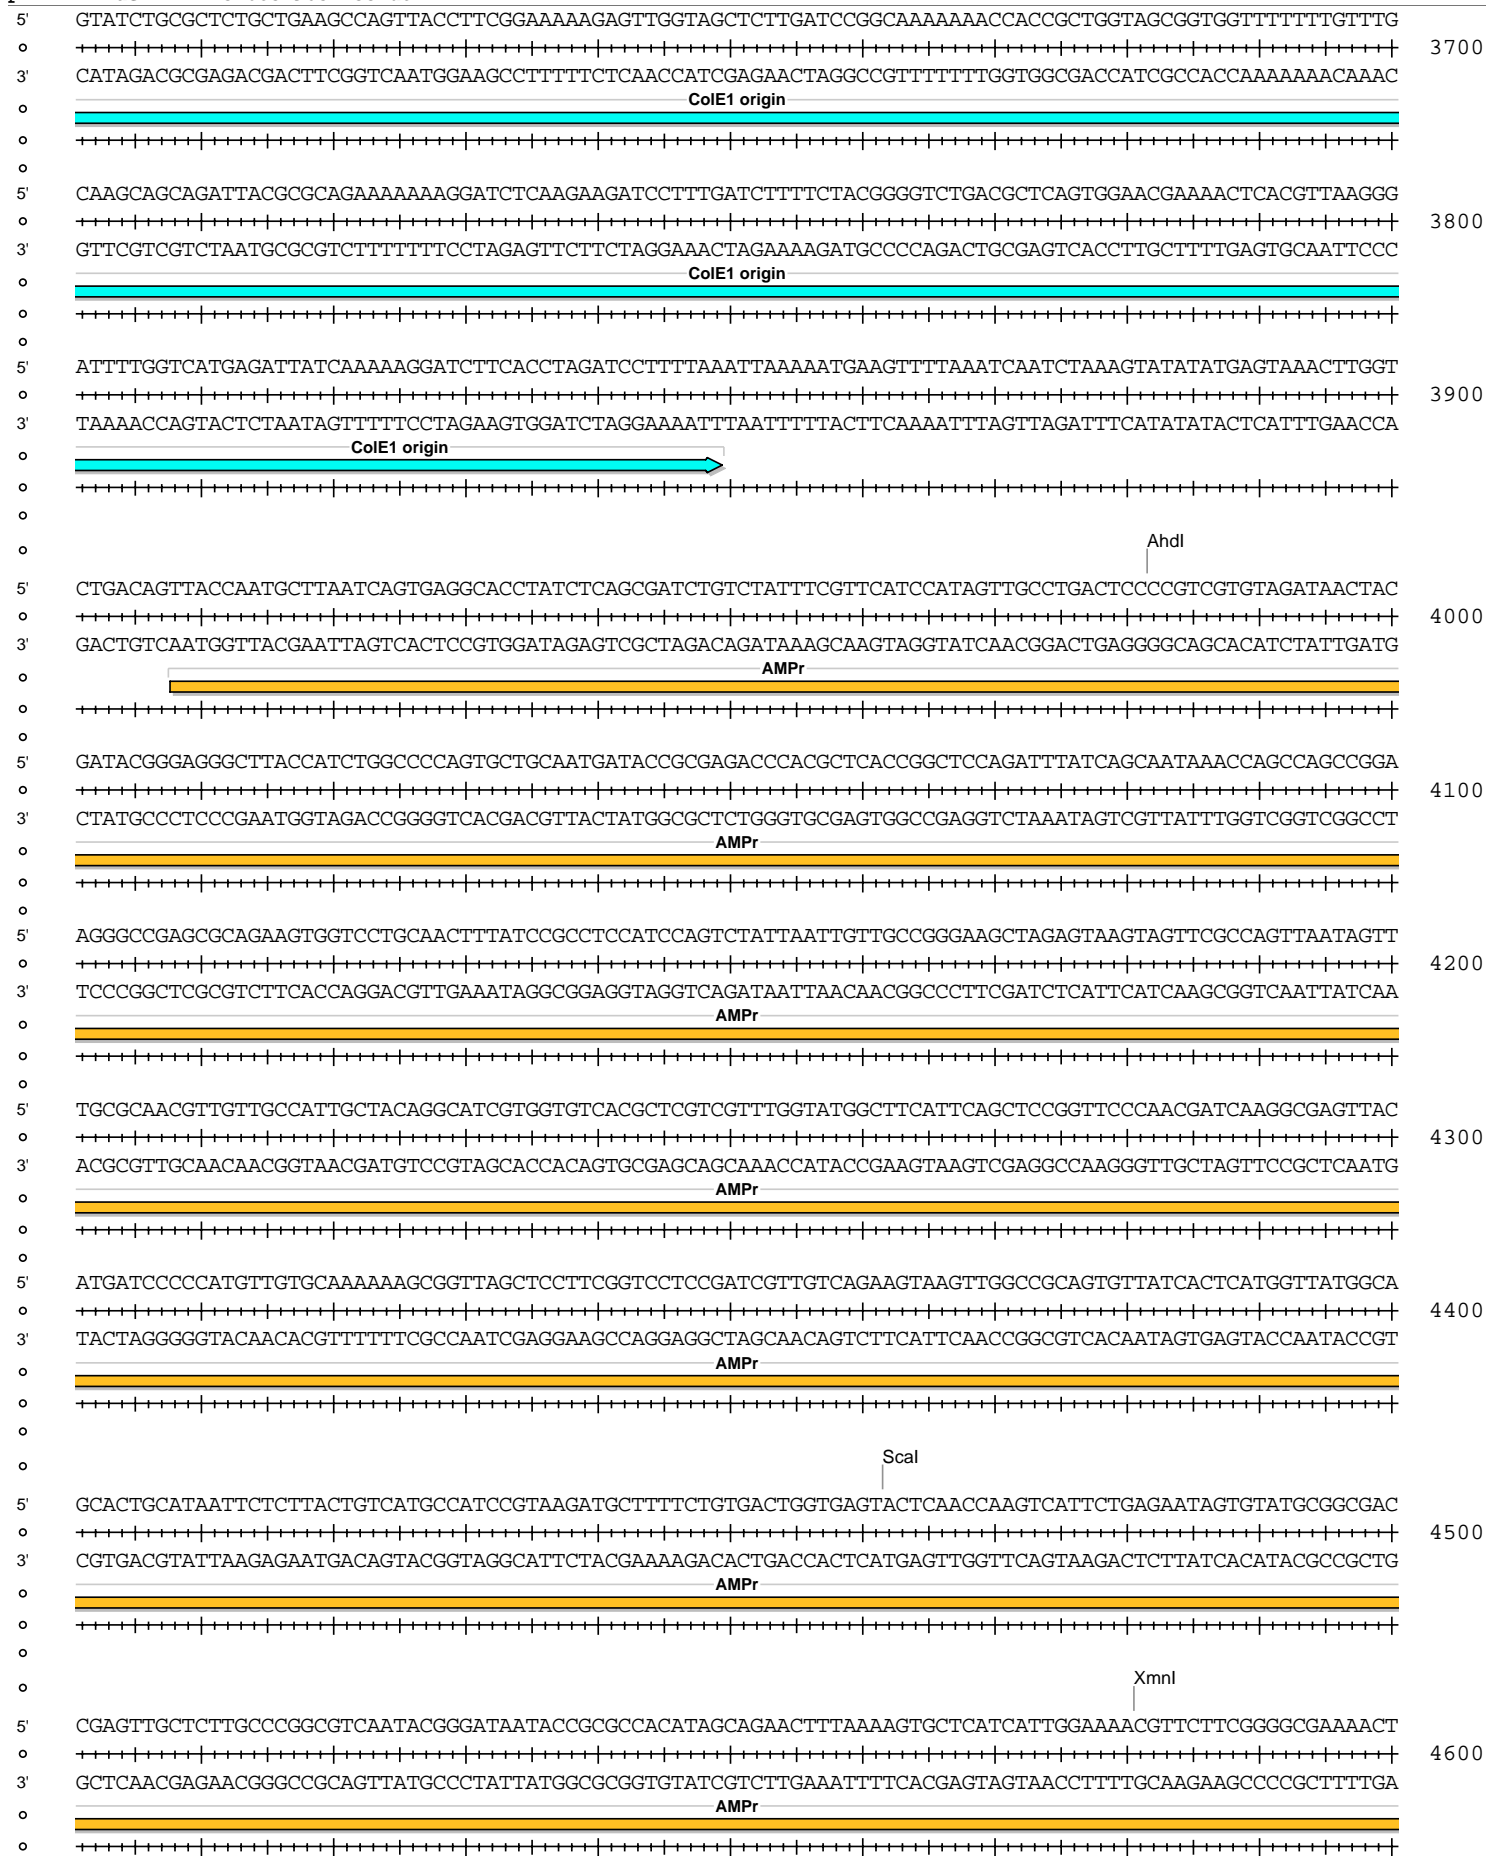 5' GTATCTGCGCTCTGCTGAAGCCAGTTACCTTCGGAAAAAGAGTTGGTAGCTCTTGATCCGGCAAAAAAACCACCGCTGGTAGCGGTGGTTTTTTTGTTTG
3700
3' CATAGACGCGAGACGACTTCGGTCAATGGAAGCCTTTTTCTCAACCATCGAGAACTAGGCCGTTTTTTTGGTGGCGACCATCGCCACCAAAAAAACAAAC
ColE1 origin
5' CAAGCAGCAGATTACGCGCAGAAAAAAAGGATCTCAAGAAGATCCTTTGATCTTTTCTACGGGGTCTGACGCTCAGTGGAACGAAAACTCACGTTAAGGG
3800
3' GTTCGTCGTCTAATGCGCGTCTTTTTTTCCTAGAGTTCTTCTAGGAAACTAGAAAAGATGCCCCAGACTGCGAGTCACCTTGCTTTTGAGTGCAATTCCC
ColE1 origin
5' ATTTTGGTCATGAGATTATCAAAAAGGATCTTCACCTAGATCCTTTTAAATTAAAAATGAAGTTTTAAATCAATCTAAAGTATATATGAGTAAACTTGGT
3900
3' TAAAACCAGTACTCTAATAGTTTTTCCTAGAAGTGGATCTAGGAAAATTTAATTTTTACTTCAAAATTTAGTTAGATTTCATATATACTCATTTGAACCA
ColE1 origin
AhdI
5' CTGACAGTTACCAATGCTTAATCAGTGAGGCACCTATCTCAGCGATCTGTCTATTTCGTTCATCCATAGTTGCCTGACTCCCCGTCGTGTAGATAACTAC
4000
3' GACTGTCAATGGTTACGAATTAGTCACTCCGTGGATAGAGTCGCTAGACAGATAAAGCAAGTAGGTATCAACGGACTGAGGGGCAGCACATCTATTGATG
AMPr
5' GATACGGGAGGGCTTACCATCTGGCCCCAGTGCTGCAATGATACCGCGAGACCCACGCTCACCGGCTCCAGATTTATCAGCAATAAACCAGCCAGCCGGA
4100
3' CTATGCCCTCCCGAATGGTAGACCGGGGTCACGACGTTACTATGGCGCTCTGGGTGCGAGTGGCCGAGGTCTAAATAGTCGTTATTTGGTCGGTCGGCCT
AMPr
5' AGGGCCGAGCGCAGAAGTGGTCCTGCAACTTTATCCGCCTCCATCCAGTCTATTAATTGTTGCCGGGAAGCTAGAGTAAGTAGTTCGCCAGTTAATAGTT
4200
3' TCCCGGCTCGCGTCTTCACCAGGACGTTGAAATAGGCGGAGGTAGGTCAGATAATTAACAACGGCCCTTCGATCTCATTCATCAAGCGGTCAATTATCAA
AMPr
5' TGCGCAACGTTGTTGCCATTGCTACAGGCATCGTGGTGTCACGCTCGTCGTTTGGTATGGCTTCATTCAGCTCCGGTTCCCAACGATCAAGGCGAGTTAC
4300
3' ACGCGTTGCAACAACGGTAACGATGTCCGTAGCACCACAGTGCGAGCAGCAAACCATACCGAAGTAAGTCGAGGCCAAGGGTTGCTAGTTCCGCTCAATG
AMPr
5' ATGATCCCCCATGTTGTGCAAAAAAGCGGTTAGCTCCTTCGGTCCTCCGATCGTTGTCAGAAGTAAGTTGGCCGCAGTGTTATCACTCATGGTTATGGCA
4400
3' TACTAGGGGGTACAACACGTTTTTTCGCCAATCGAGGAAGCCAGGAGGCTAGCAACAGTCTTCATTCAACCGGCGTCACAATAGTGAGTACCAATACCGT
AMPr
ScaI
5' GCACTGCATAATTCTCTTACTGTCATGCCATCCGTAAGATGCTTTTCTGTGACTGGTGAGTACTCAACCAAGTCATTCTGAGAATAGTGTATGCGGCGAC
4500
3' CGTGACGTATTAAGAGAATGACAGTACGGTAGGCATTCTACGAAAAGACACTGACCACTCATGAGTTGGTTCAGTAAGACTCTTATCACATACGCCGCTG
AMPr
XmnI
5' CGAGTTGCTCTTGCCCGGCGTCAATACGGGATAATACCGCGCCACATAGCAGAACTTTAAAAGTGCTCATCATTGGAAAACGTTCTTCGGGGCGAAAACT
4600
3' GCTCAACGAGAACGGGCCGCAGTTATGCCCTATTATGGCGCGGTGTATCGTCTTGAAATTTTCACGAGTAGTAACCTTTTGCAAGAAGCCCCGCTTTTGA
AMPr